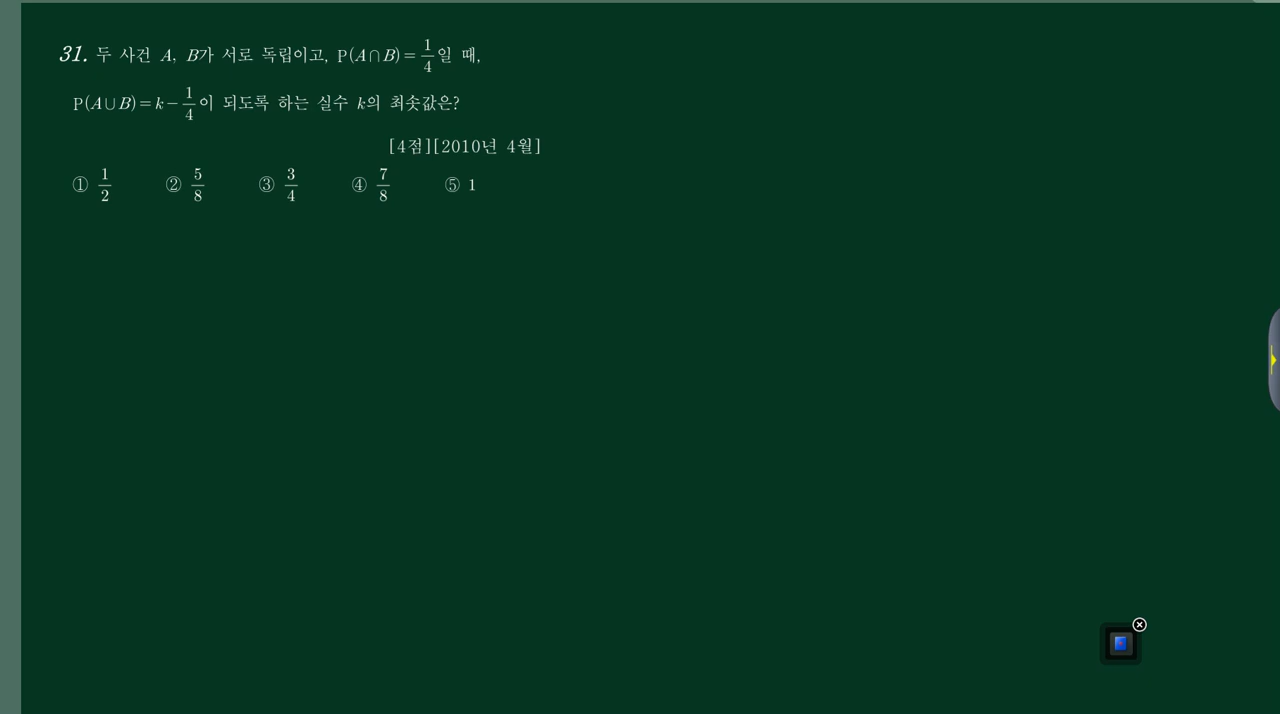 31. 두 사건 A, B가 서로 독립이고, P(A∩B)=1/4일 때,
P(A∪B)=k-1/4이 되도록 하는 실수 k의 최솟값은?
[4점][2010년 4월]
① 1/2 ② 5/8 ③ 3/4 ④ 7/8 ⑤ 1